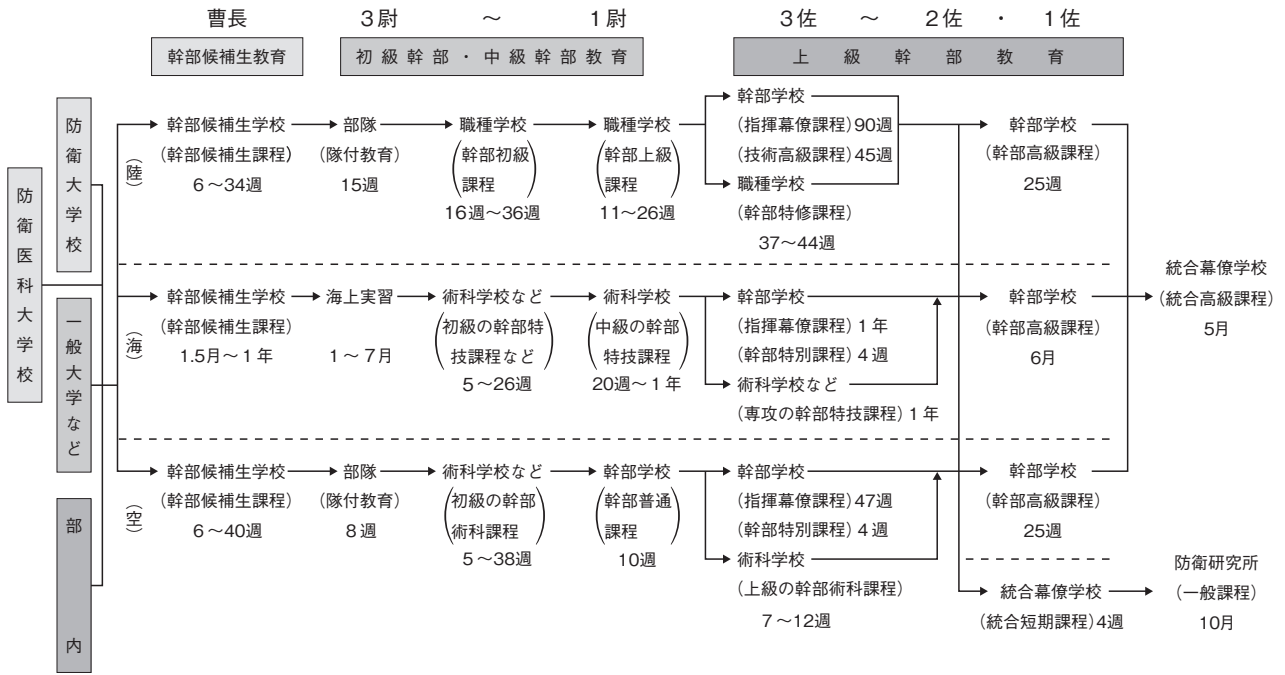 曹長 3尉 ～ 1尉 3佐 ～ 2佐 ・ 1佐
幹部候補生教育 初級幹部・中級幹部教育 上級幹部教育
防衛医科大学校
防衛大学校
一般大学など
部内
(陸)
幹部候補生学校
(幹部候補生課程)
6～34週
部隊
(隊付教育)
15週
職種学校
(幹部初級
課程)
16週～36週
職種学校
(幹部上級
課程)
11～26週
幹部学校
(指揮幕僚課程)90週
(技術高級課程)45週
職種学校
(幹部特修課程)
37～44週
幹部学校
(幹部高級課程)
25週
(海)
幹部候補生学校
(幹部候補生課程)
1.5月～1年
海上実習
1～7月
術科学校など
(初級の幹部特
技課程など)
5～26週
術科学校
(中級の幹部
特技課程)
20週～1年
幹部学校
(指揮幕僚課程)1年
(幹部特別課程)4週
術科学校など
(専攻の幹部特技課程)1年
幹部学校
(幹部高級課程)
6月
統合幕僚学校
(統合高級課程)
5月
(空)
幹部候補生学校
(幹部候補生課程)
6～40週
部隊
(隊付教育)
8週
術科学校など
(初級の幹部
術科課程)
5～38週
幹部学校
(幹部普通
課程)
10週
幹部学校
(指揮幕僚課程)47週
(幹部特別課程)4週
術科学校
(上級の幹部術科課程)
7～12週
幹部学校
(幹部高級課程)
25週
統合幕僚学校
(統合短期課程)4週
防衛研究所
(一般課程)
10月